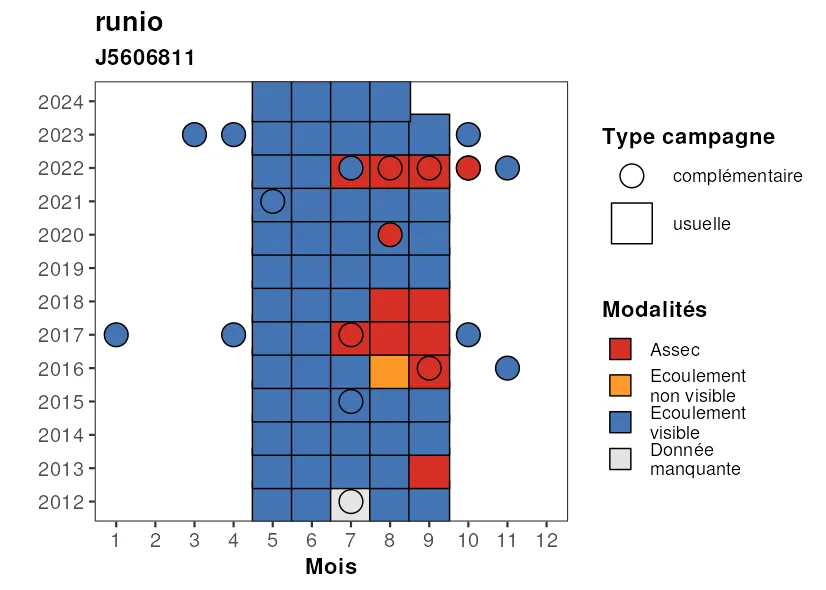 runio
J5606811
2024
2023
2022
2021
2020
2019
2018
2017
2016
2015
2014
2013
2012
1 2 3 4 5 6 7 8 9 10 11 12
Mois
Type campagne
complémentaire
usuelle
Modalités
Assec
Ecoulement
non visible
Ecoulement
visible
Donnée
manquante